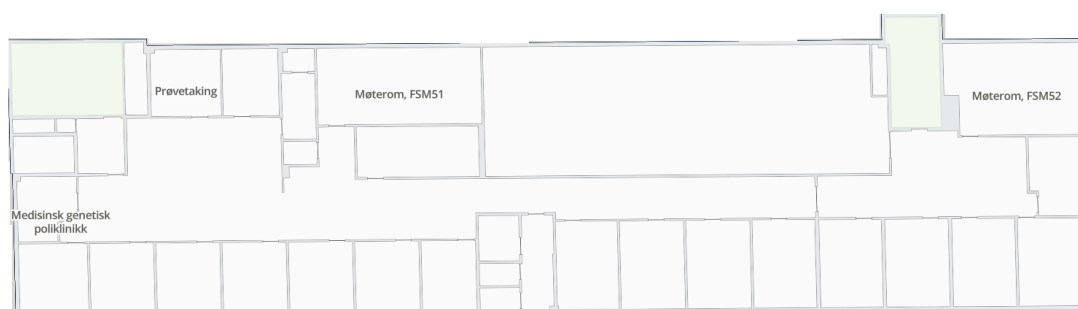 Prøvetaking
Møterom, FSM51
Møterom, FSM52
Medisinsk genetisk
poliklinikk